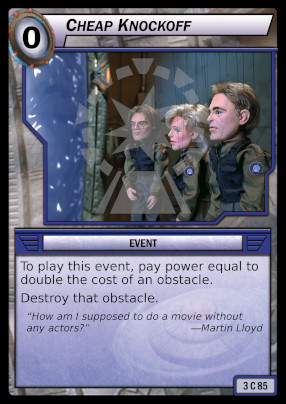 0
CHEAP KNOCKOFF
EVENT
To play this event, pay power equal to
double the cost of an obstacle.
Destroy that obstacle.
“How am I supposed to do a movie without
any actors?” —Martin Lloyd
3 C 85